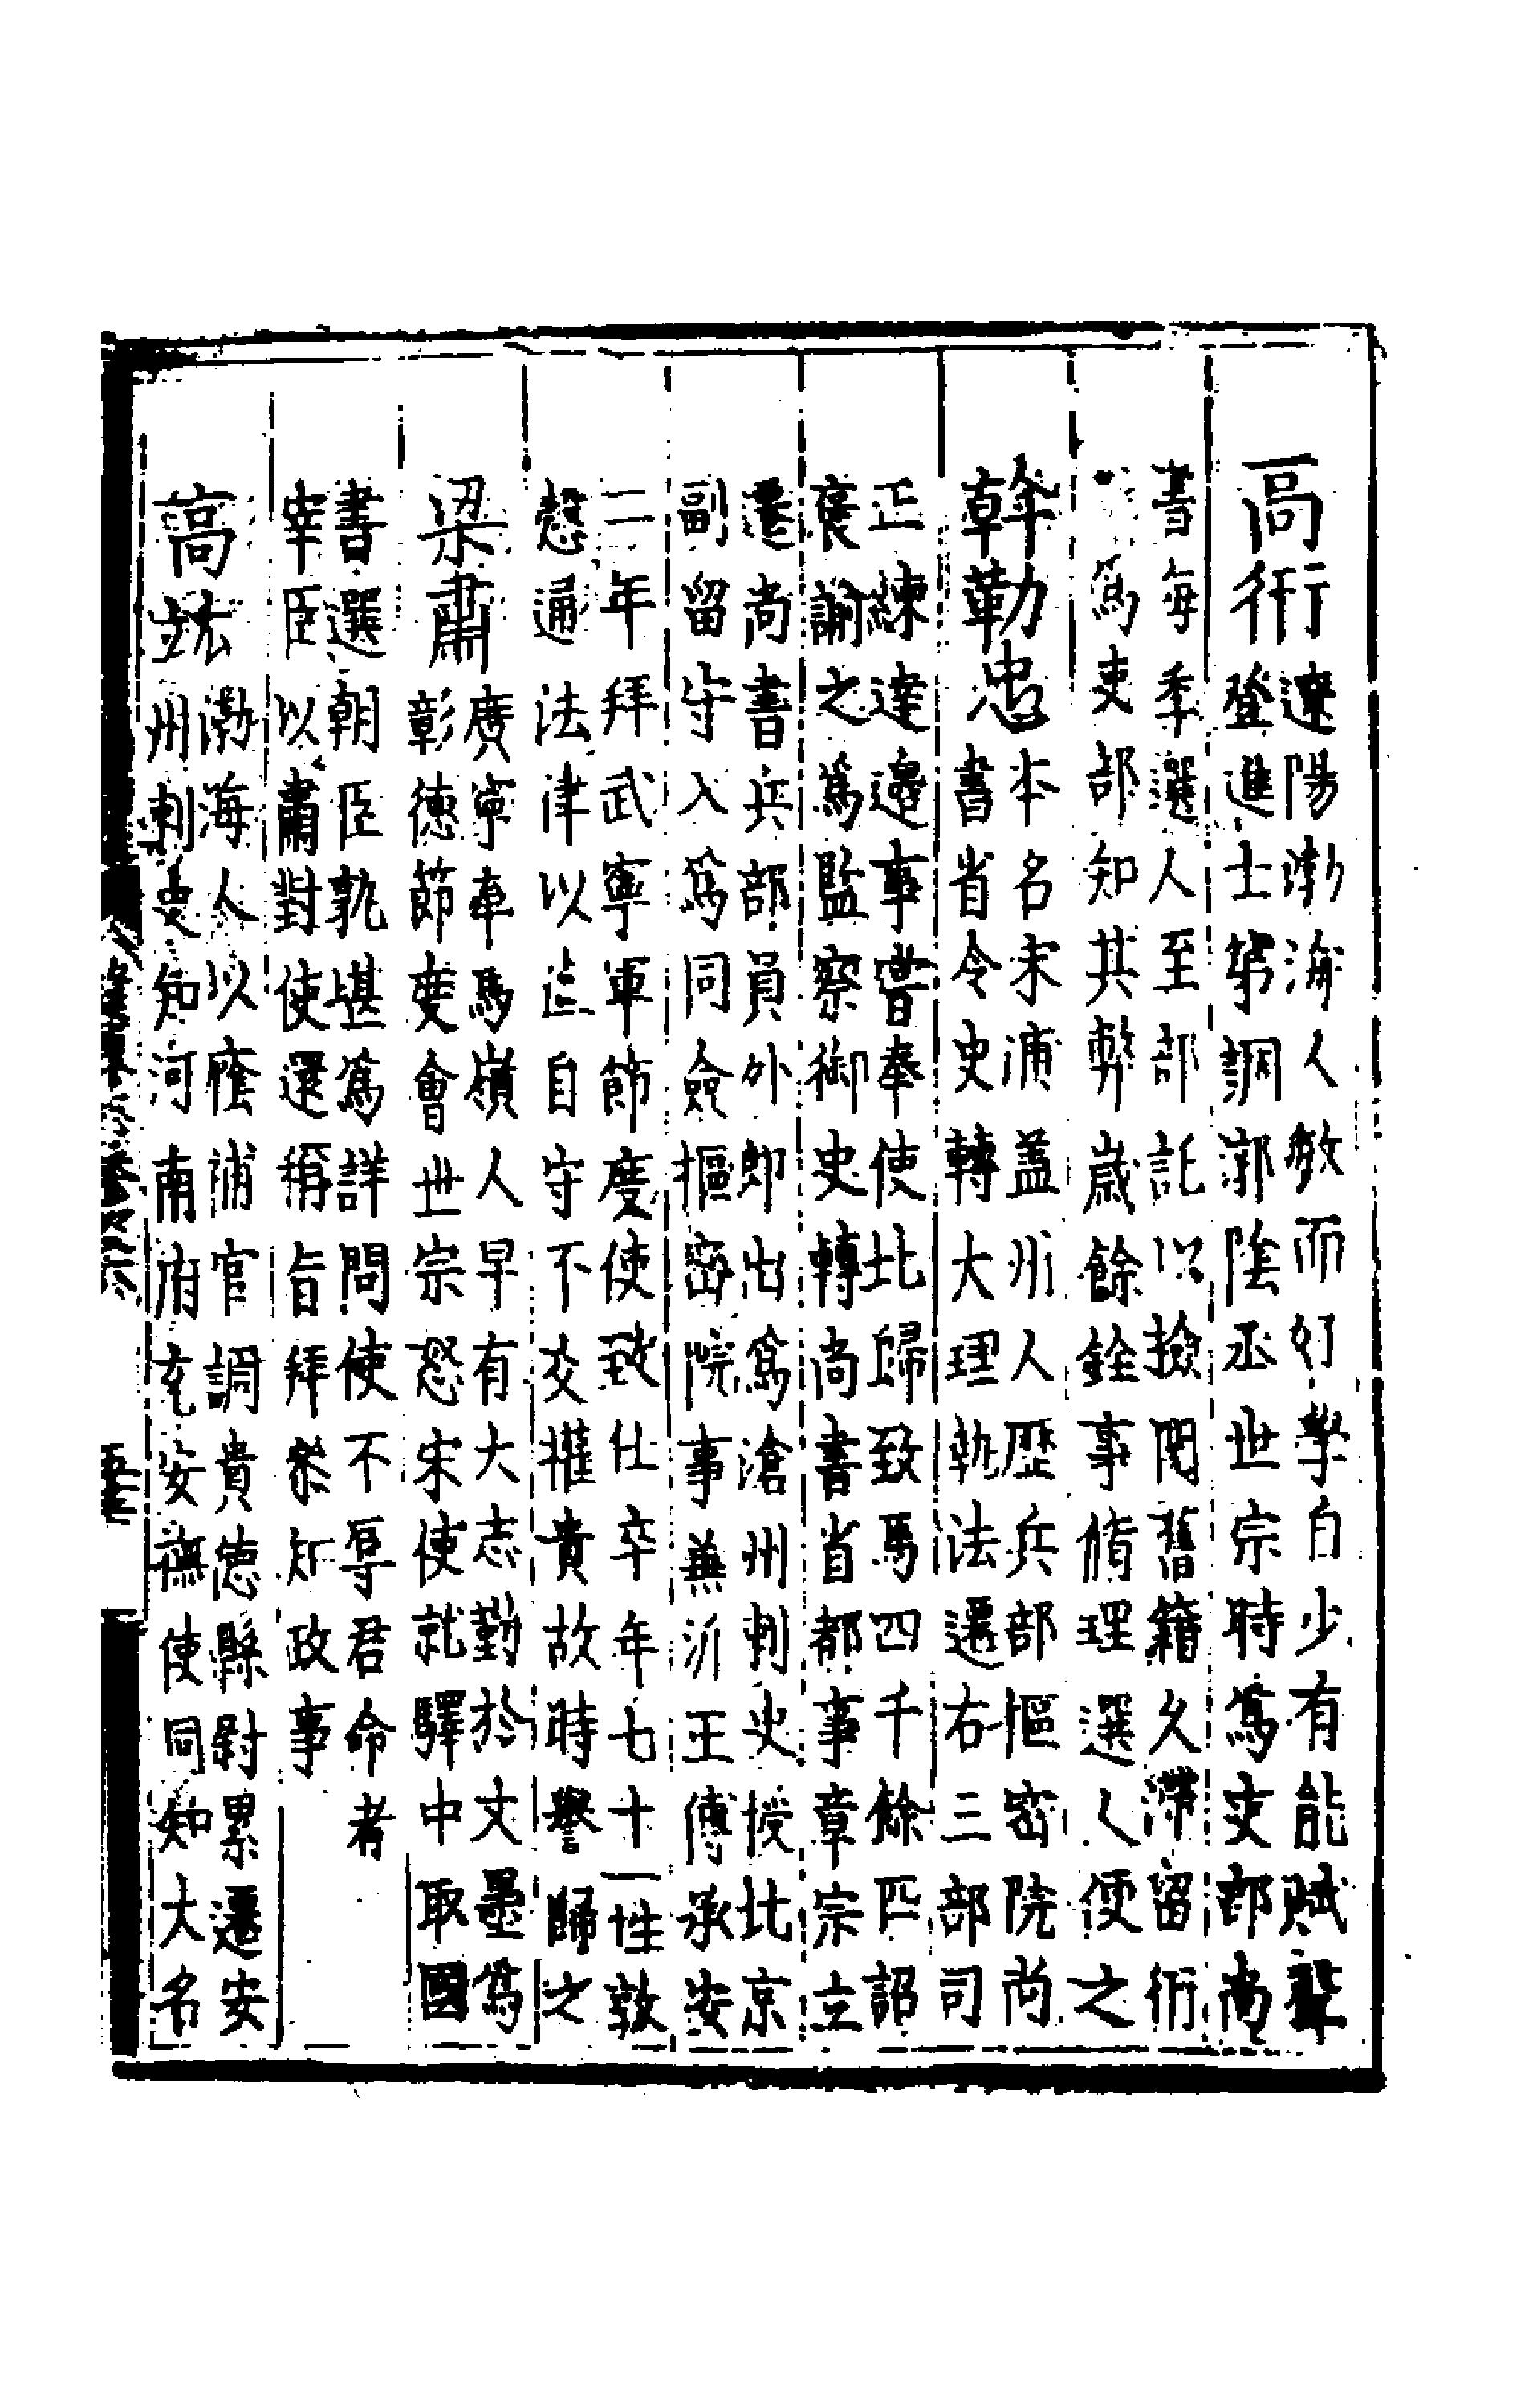 高衎
遼陽渤海人敏而好學自少有能賦聲
登進士第調漷陰丞世宗時爲吏部尚
書每季選人至部託以檢閱舊籍久滯留衎
爲吏部知其弊歲餘銓事脩理選人便之
斡勒忠
本名宋浦盖州人歷兵部樞密院尚
書省令史轉大理執法遷右三部司
正練達邊事嘗奉使北歸致馬四千餘匹詔
褒諭之爲監察御史轉尚書省都事章宗立
遷尚書兵部員外郎出爲滄州刺史授北京
副留守入爲同僉樞密院事兼沂王傅承安
二年拜武寧軍節度使致仕卒年七十一性敦
慤通法律以直自守不交權貴故時譽歸之
梁肅
廣寧奉馬嶺人早有大志勤於文墨爲
彰德節度會世宗怒宋使就驛中取國
書選朝臣孰堪爲詳問使不辱君命者
宰臣以肅對使還稱旨拜叅知政事
高竑
渤海人以廕補官調貴德縣尉累遷安
州刺史知河南府充安撫使同知大名